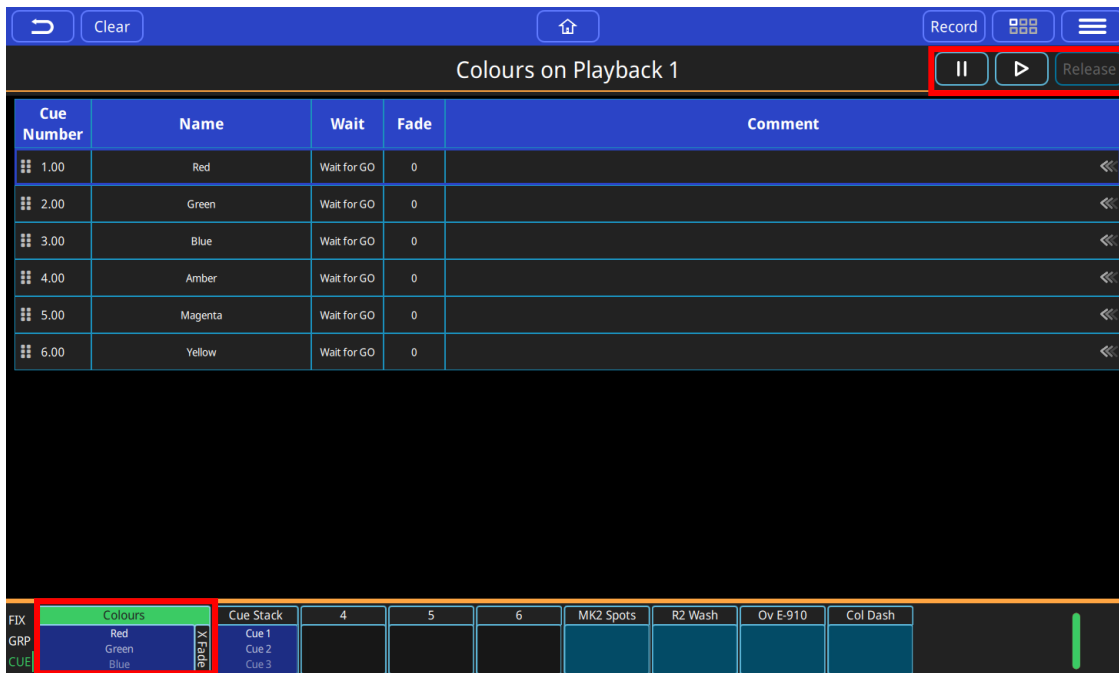 Clear
Record
Colours on Playback 1
Release
Cue Number Name Wait Fade Comment
1.00 Red Wait for GO 0
2.00 Green Wait for GO 0
3.00 Blue Wait for GO 0
4.00 Amber Wait for GO 0
5.00 Magenta Wait for GO 0
6.00 Yellow Wait for GO 0
FIX Colours Cue Stack 4 5 6 MK2 Spots R2 Wash Ov E-910 Col Dash
GRP Red X Fade Cue 1
Green Cue 2
CUE Blue Cue 3